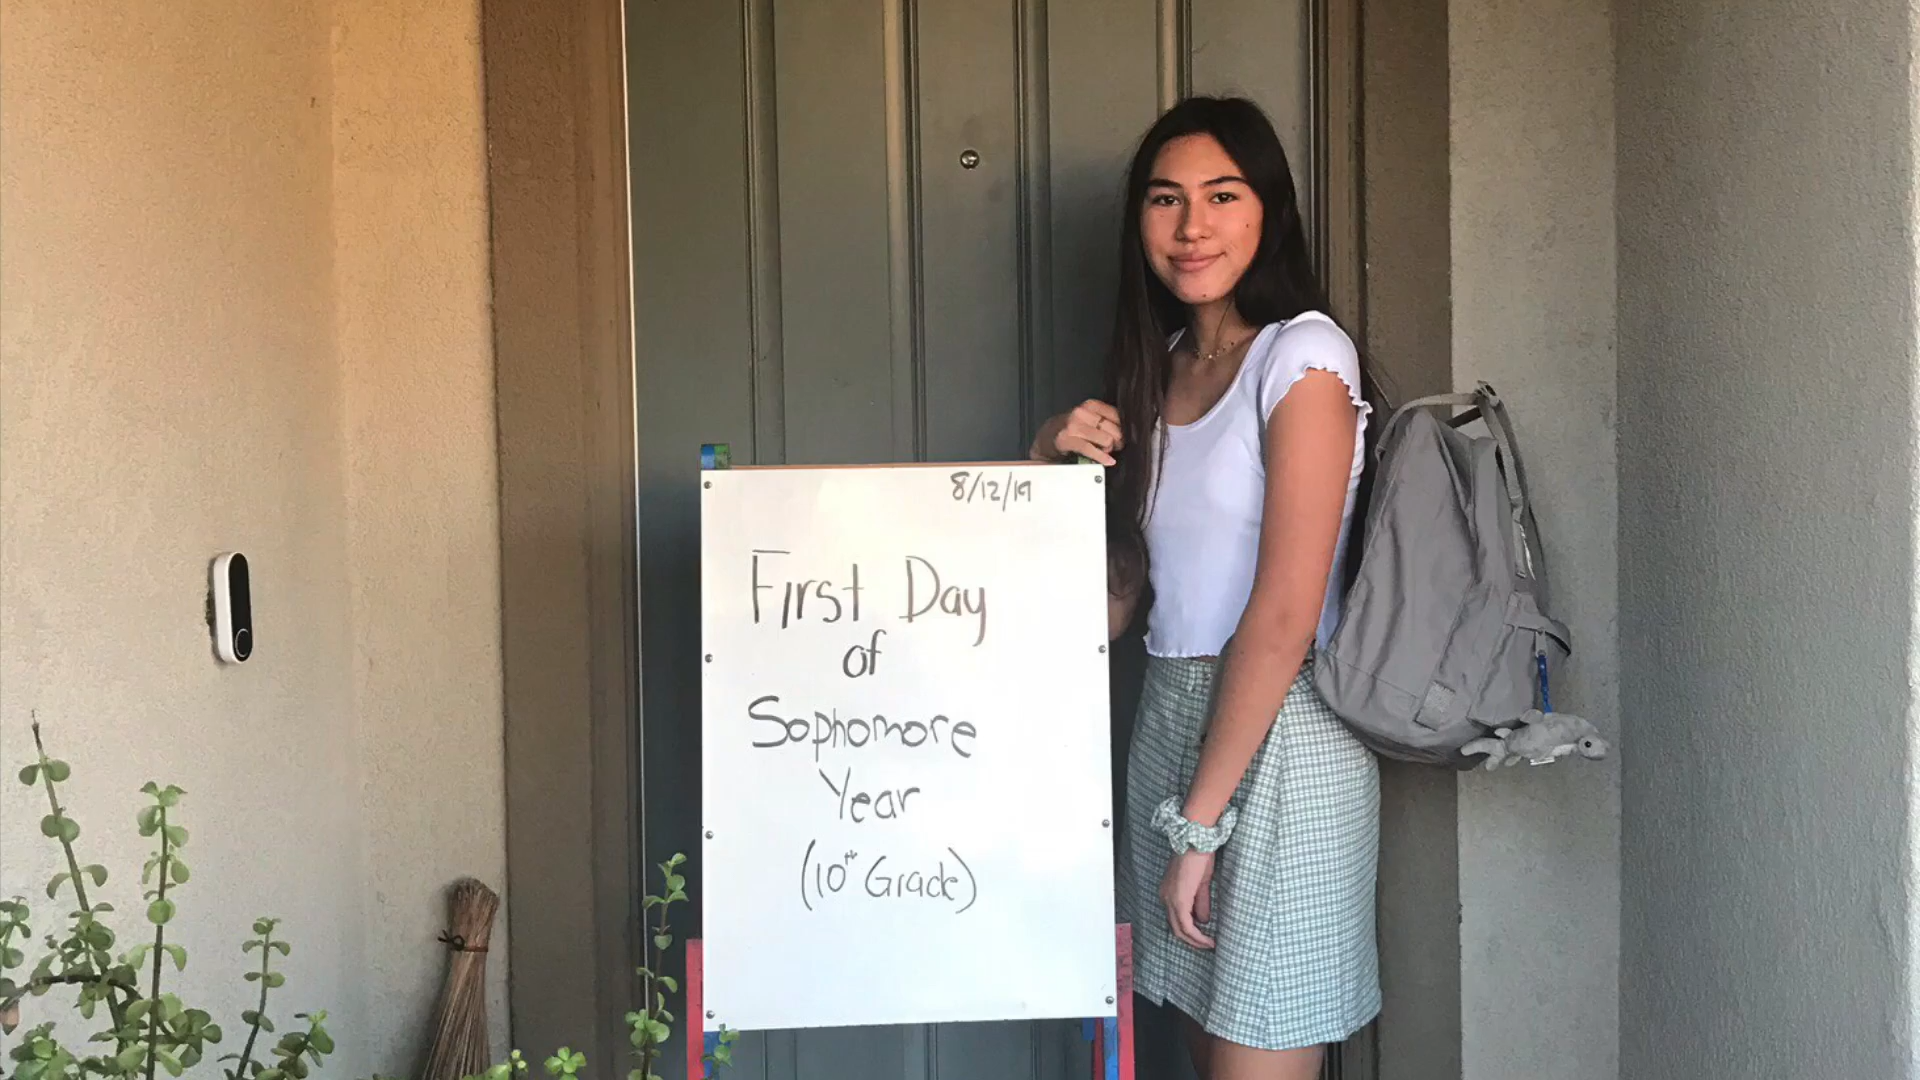 8/12/19
First Day
of
Sophomore
Year
(10th Grade)